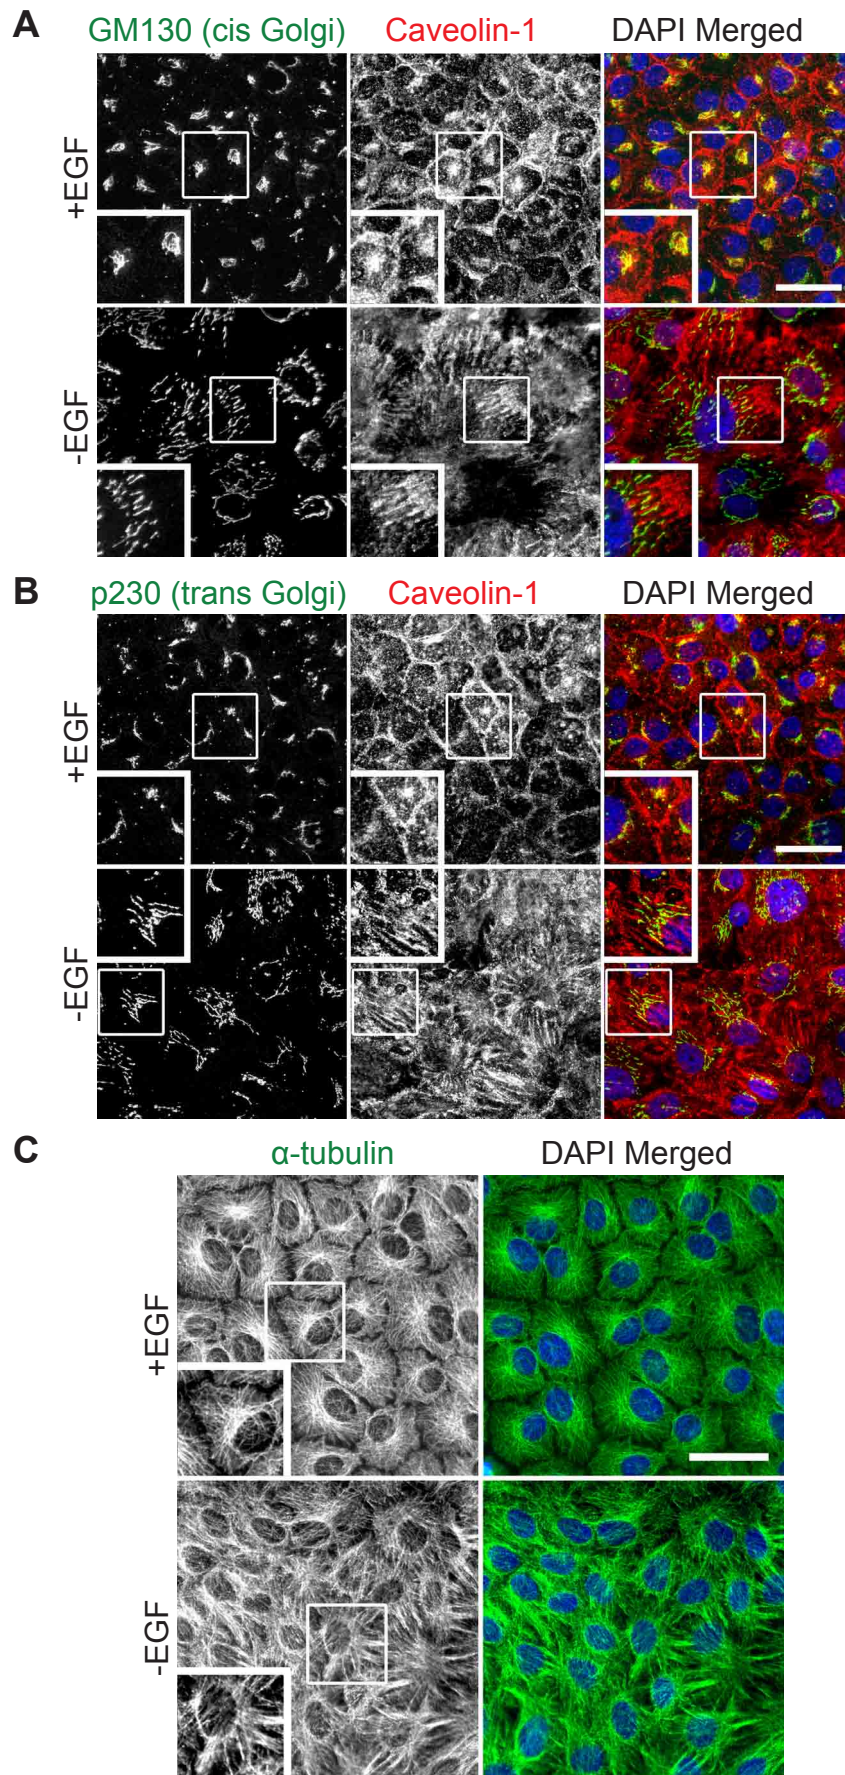 A
GM130 (cis Golgi) Caveolin-1 DAPI Merged
+EGF
-EGF
B
p230 (trans Golgi) Caveolin-1 DAPI Merged
+EGF
-EGF
C
α-tubulin DAPI Merged
+EGF
-EGF